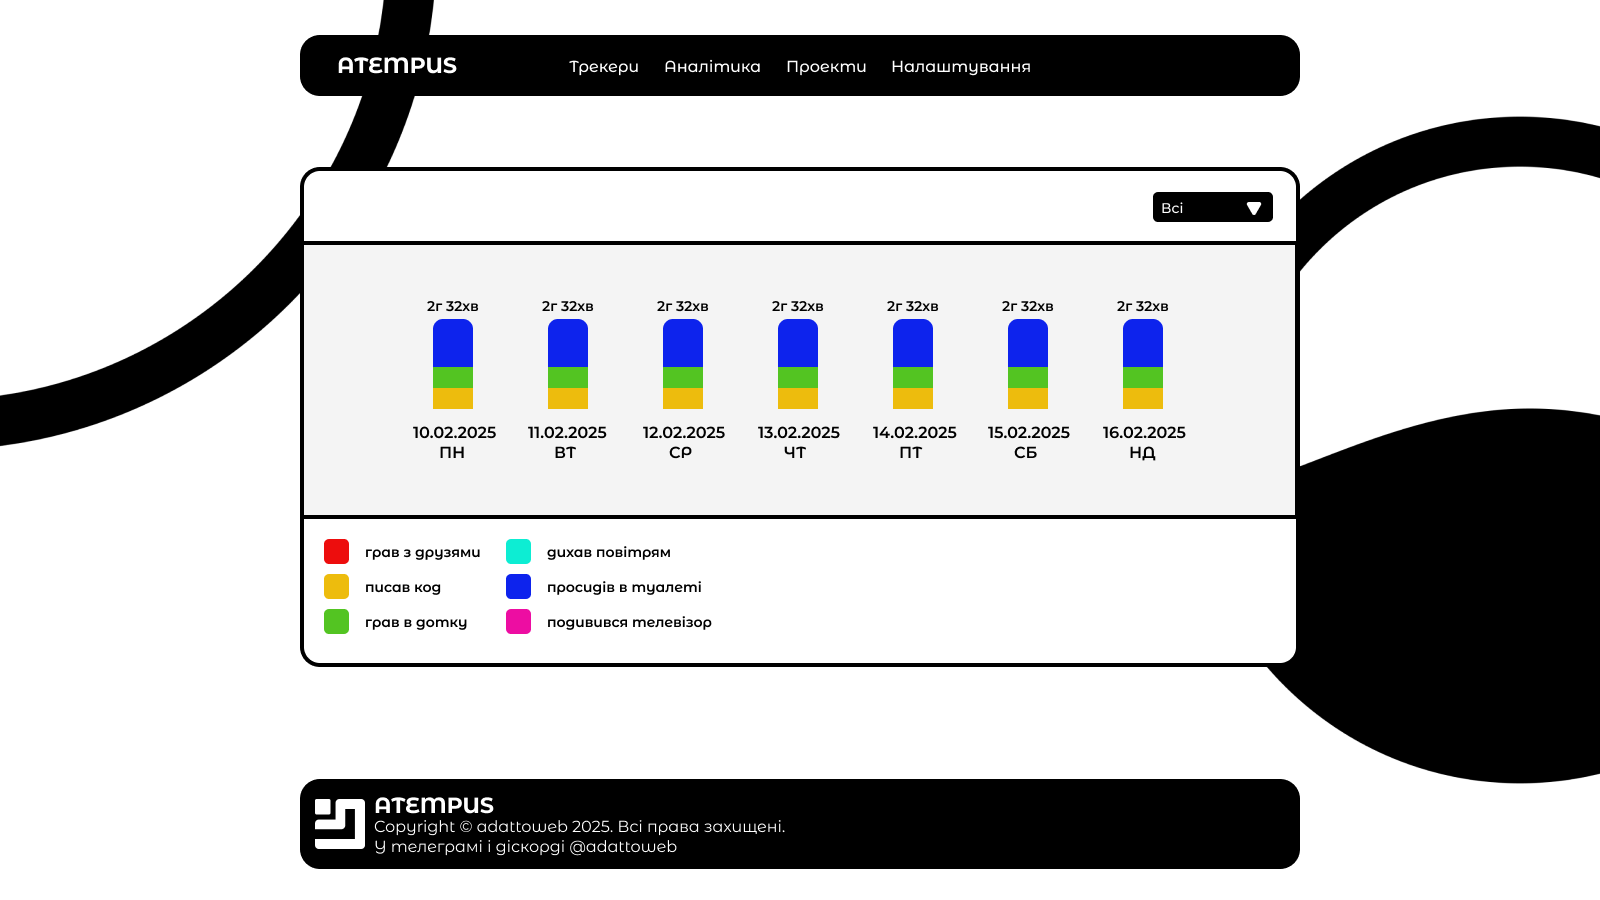 ATEMPUS
Трекери Аналітика Проекти Налаштування
Всі
2г 32хв 2г 32хв 2г 32хв 2г 32хв 2г 32хв 2г 32хв 2г 32хв
10.02.2025 11.02.2025 12.02.2025 13.02.2025 14.02.2025 15.02.2025 16.02.2025
ПН ВТ СР ЧТ ПТ СБ НД
грав з друзями
писав код
грав в дотку
дихав повітрям
просидів в туалеті
подивився телевізор
ATEMPUS
Copyright © adattoweb 2025. Всі права захищені.
У телеграмі і діскорді @adattoweb